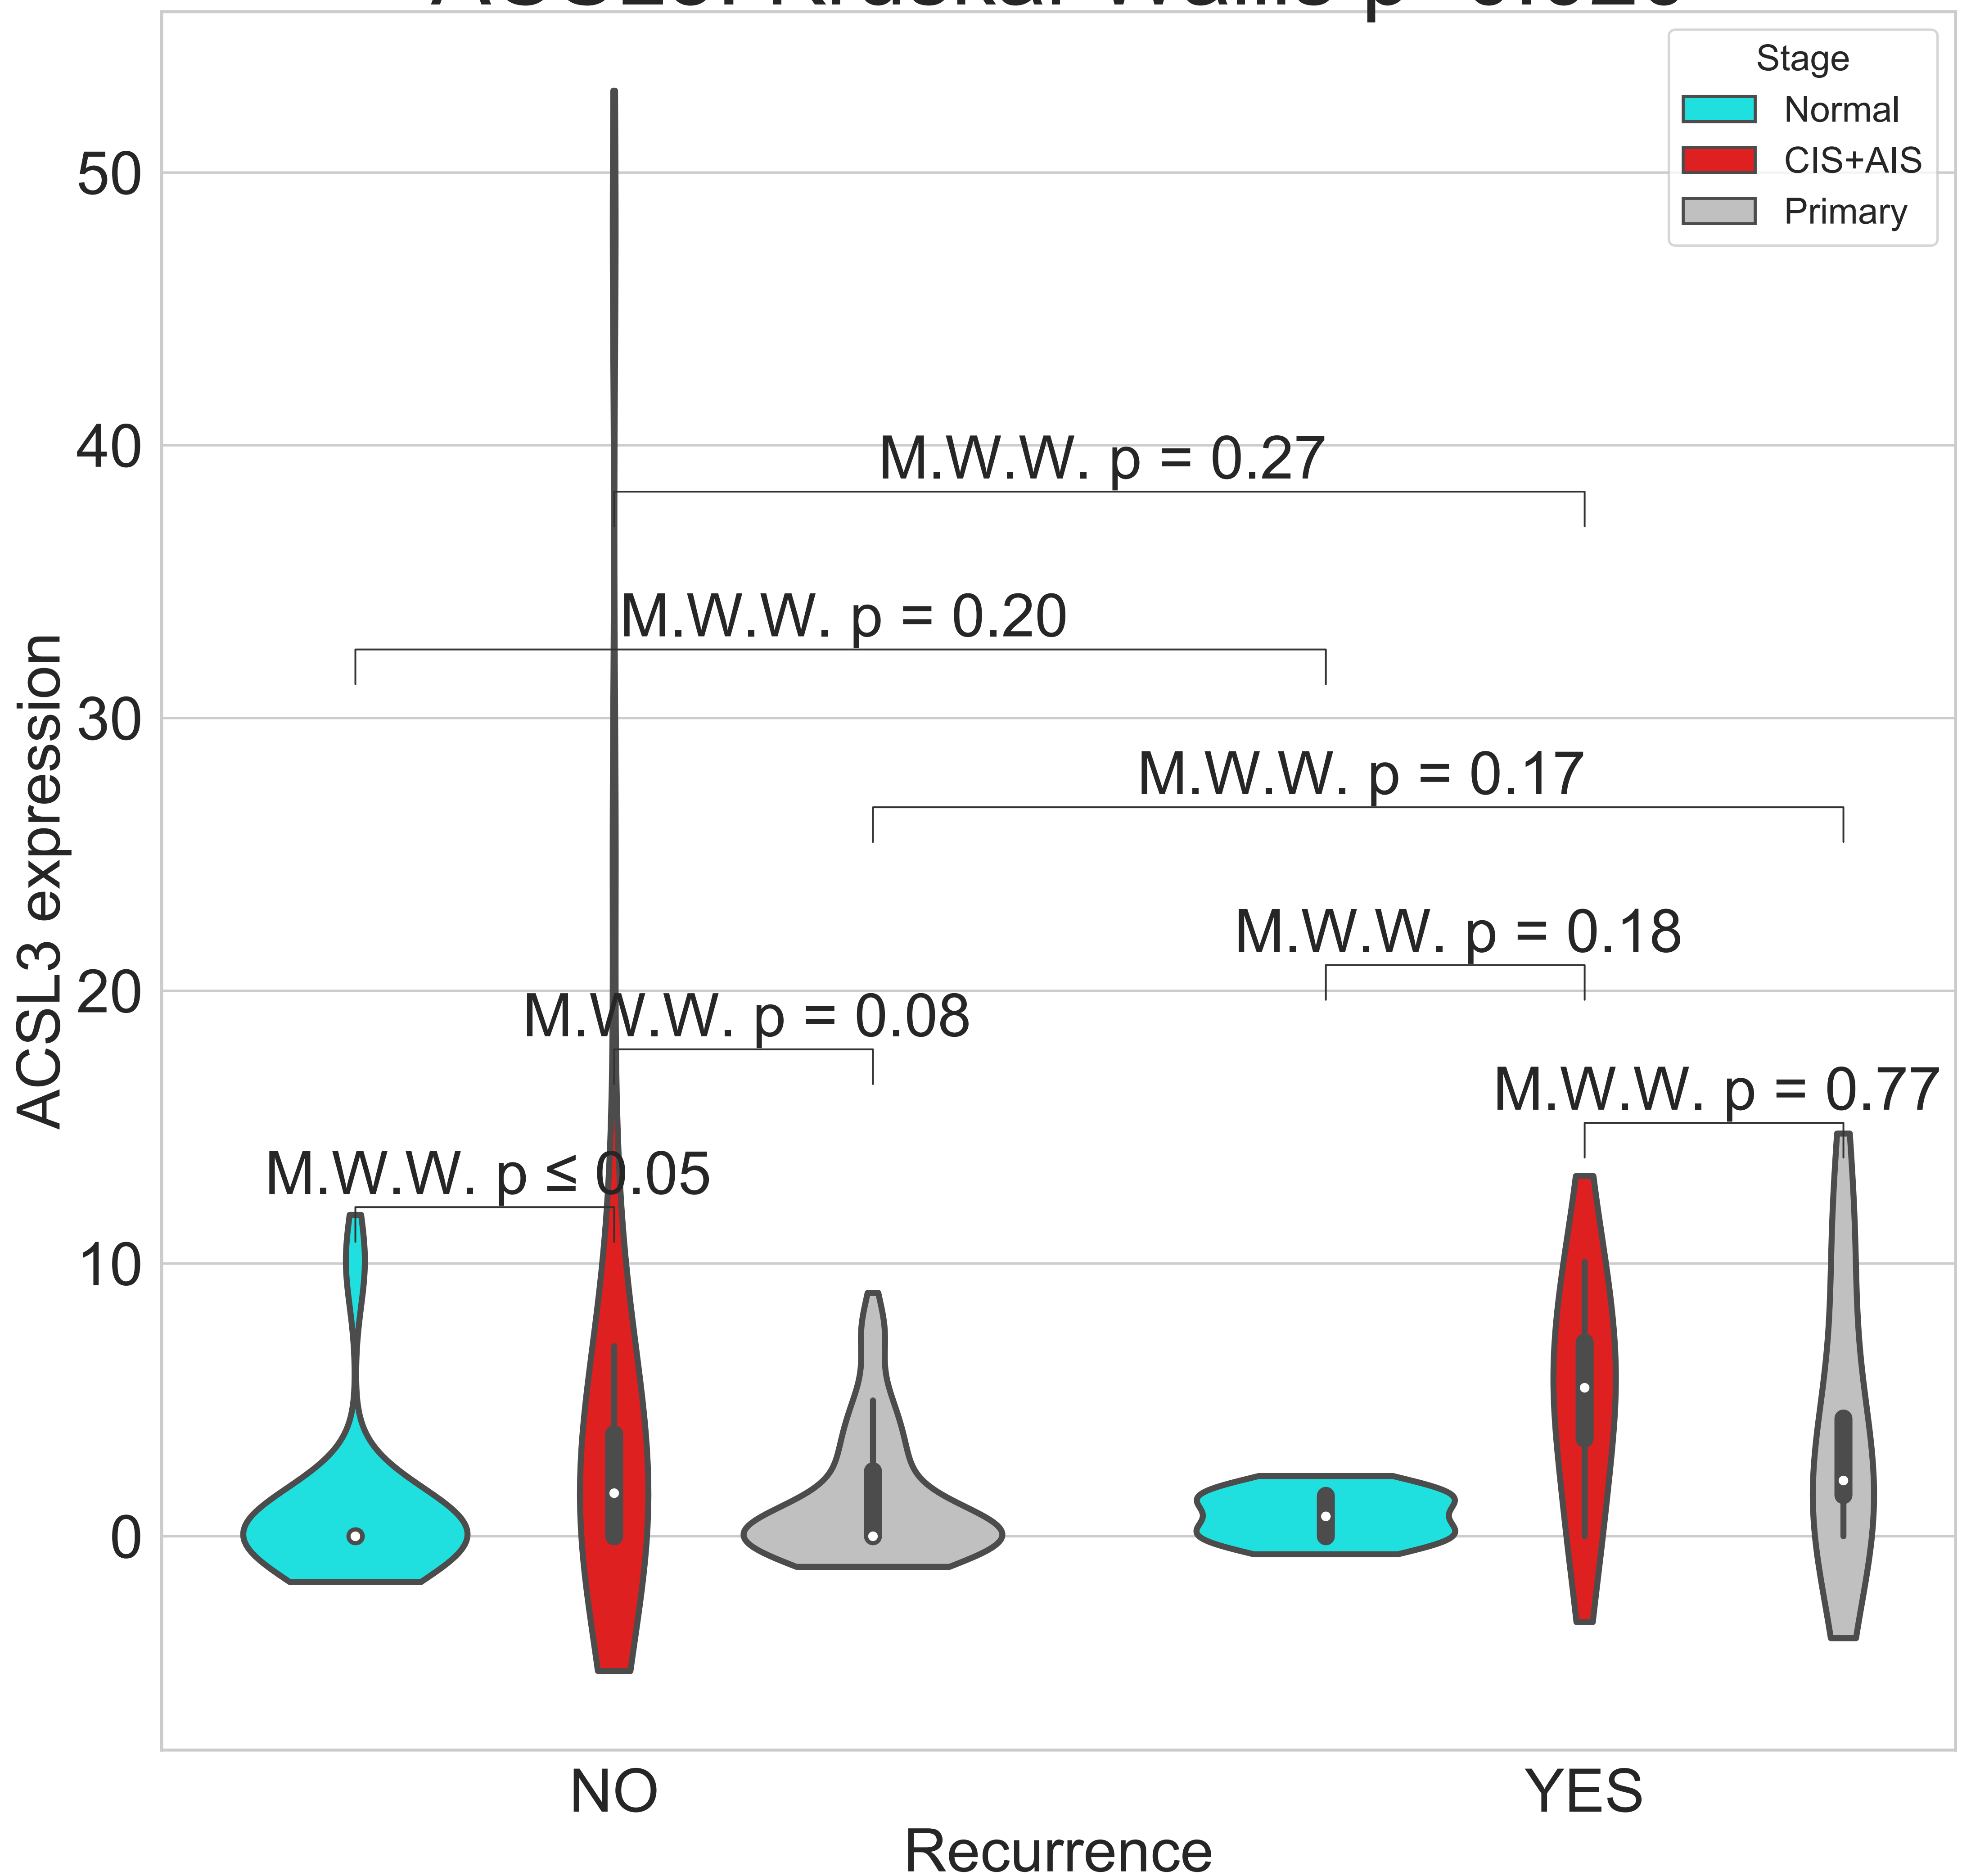 Stage
Normal
CIS+AIS
Primary
50
40
30
20
10
0
ACSL3 expression
M.W.W. p = 0.27
M.W.W. p = 0.20
M.W.W. p = 0.17
M.W.W. p = 0.18
M.W.W. p = 0.08
M.W.W. p = 0.77
M.W.W. p ≤ 0.05
NO
YES
Recurrence